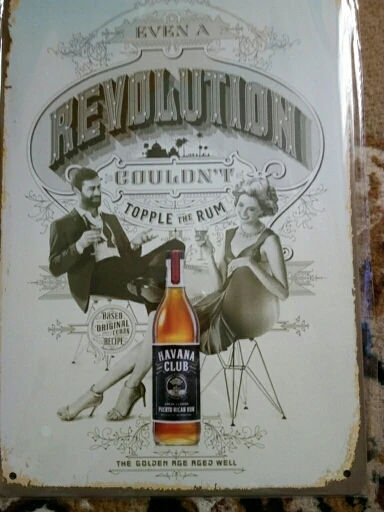 EVEN A
REVOLUTION
COULDN'T
TOPPLE THE RUM
BASED
ORIGINAL
RECIPE
HAVANA
CLUB
PUERTO RICAN RUM
THE GOLDEN AGE AGED WELL